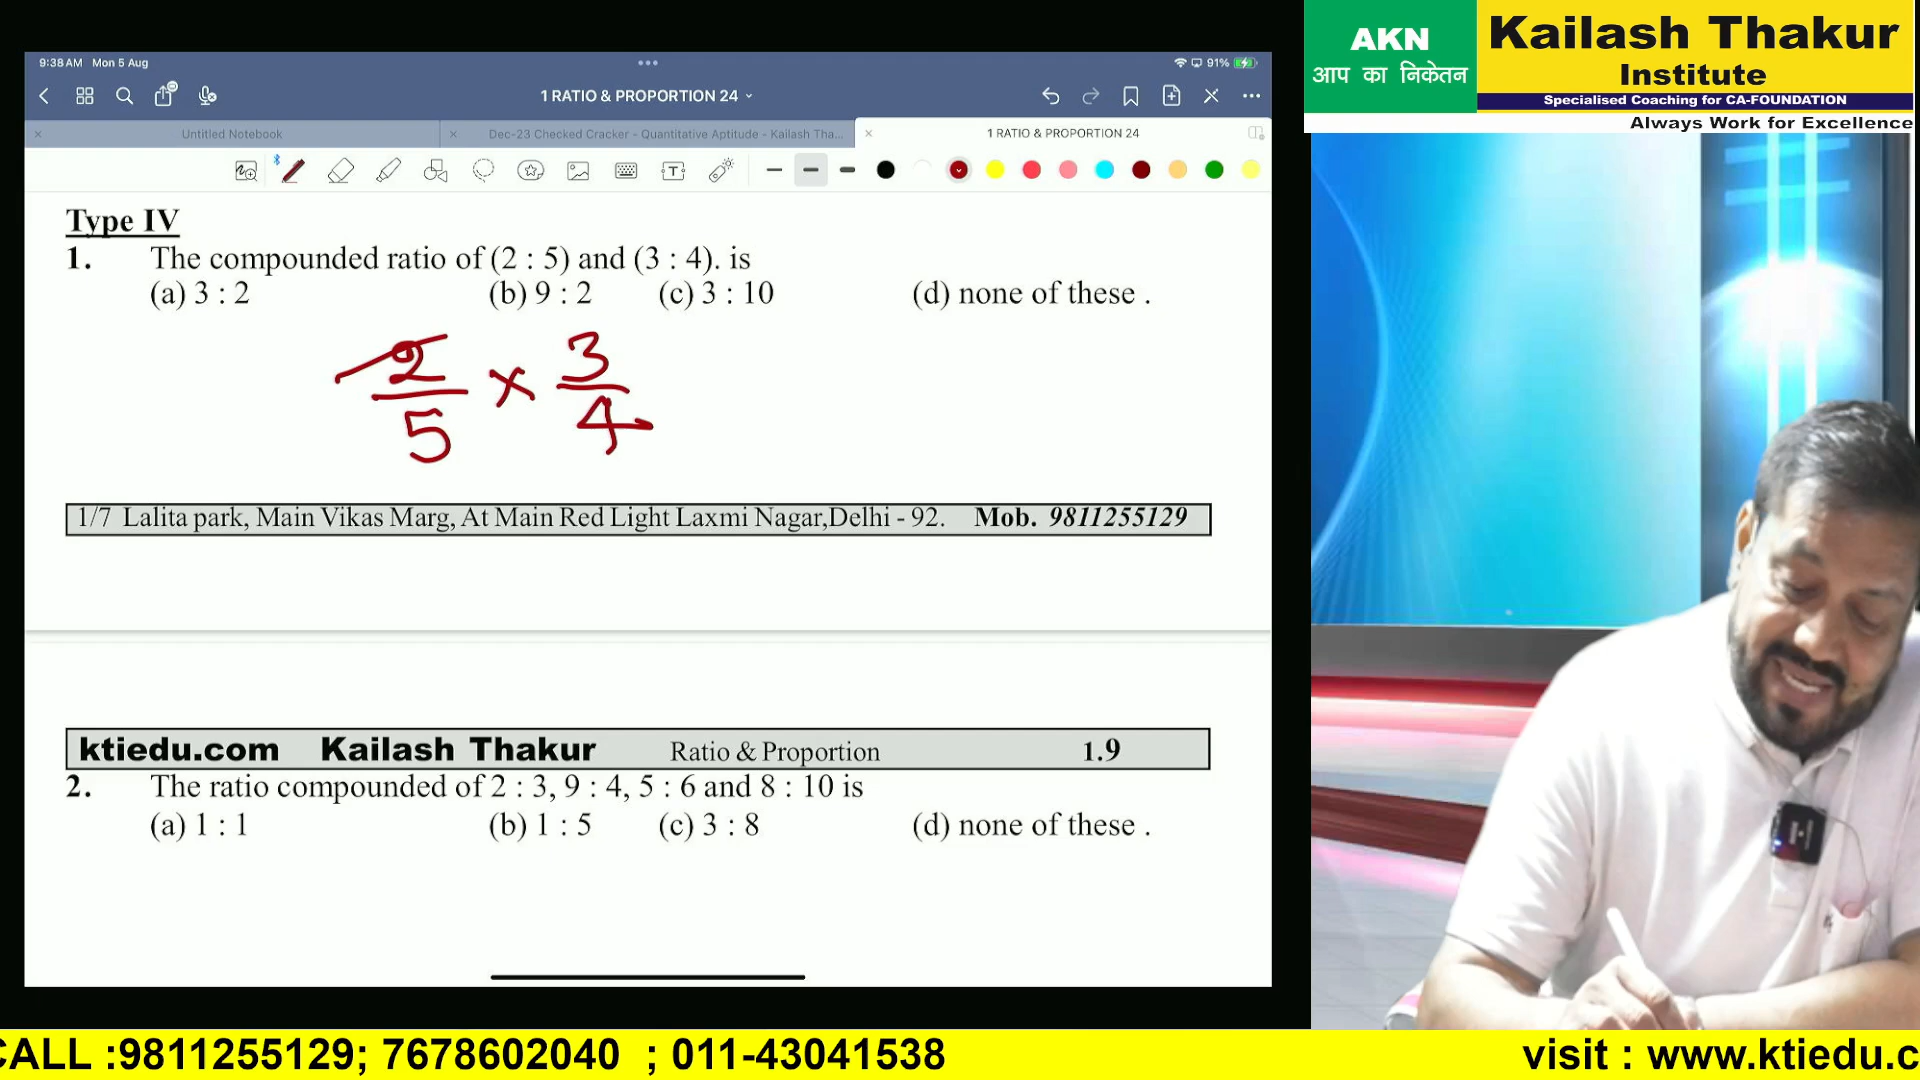 AKN
आप का निकेतन
Kailash Thakur
Institute
Specialised Coaching for CA-FOUNDATION
Always Work for Excellence
9:38 AM Mon 5 Aug
91%
1 RATIO & PROPORTION 24
Untitled Notebook
Dec-23 Checked Cracker - Quantitative Aptitude - Kailash Tha...
1 RATIO & PROPORTION 24
Type IV
1. The compounded ratio of (2 : 5) and (3 : 4). is
(a) 3 : 2 (b) 9 : 2 (c) 3 : 10 (d) none of these .
2 3
×
5 4
1/7 Lalita park, Main Vikas Marg, At Main Red Light Laxmi Nagar,Delhi - 92. Mob. 9811255129
ktiedu.com Kailash Thakur Ratio & Proportion 1.9
2. The ratio compounded of 2 : 3, 9 : 4, 5 : 6 and 8 : 10 is
(a) 1 : 1 (b) 1 : 5 (c) 3 : 8 (d) none of these .
CALL :9811255129; 7678602040 ; 011-43041538
visit : www.ktiedu.c